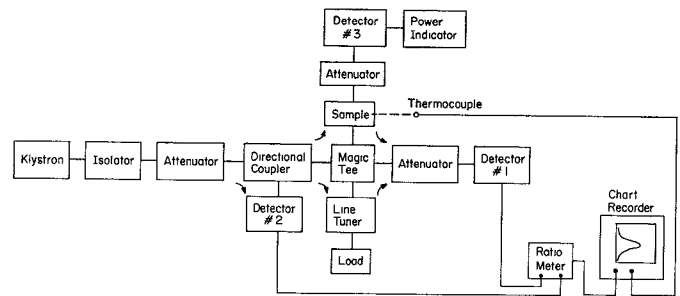 Detector
#3
Power
Indicator
Attenuator
Sample
Thermocouple
Klystron
Isolator
Attenuator
Directional
Coupler
Magic
Tee
Attenuator
Detector
#1
Detector
#2
Line
Tuner
Load
Ratio
Meter
Chart
Recorder